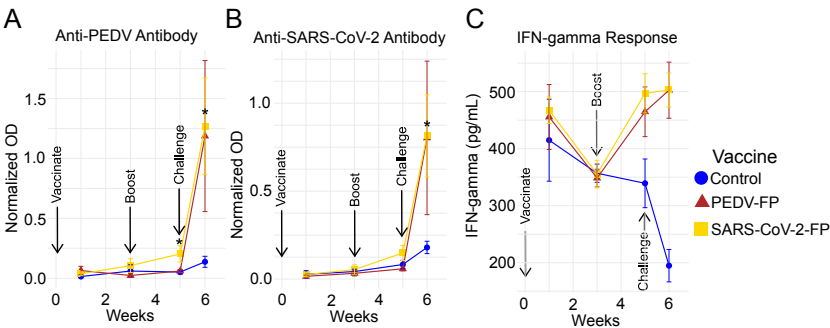 A
Anti-PEDV Antibody
Normalized OD
1.5
1.0
0.5
0.0
Vaccinate
Boost
Challenge
*
*
0 2 4 6
Weeks
B
Anti-SARS-CoV-2 Antibody
Normalized OD
1.0
0.5
0.0
Vaccinate
Boost
Challenge
*
0 2 4 6
Weeks
C
IFN-gamma Response
IFN-gamma (pg/mL)
500
400
300
200
Vaccinate
Boost
Challenge
0 2 4 6
Weeks
Vaccine
Control
PEDV-FP
SARS-CoV-2-FP